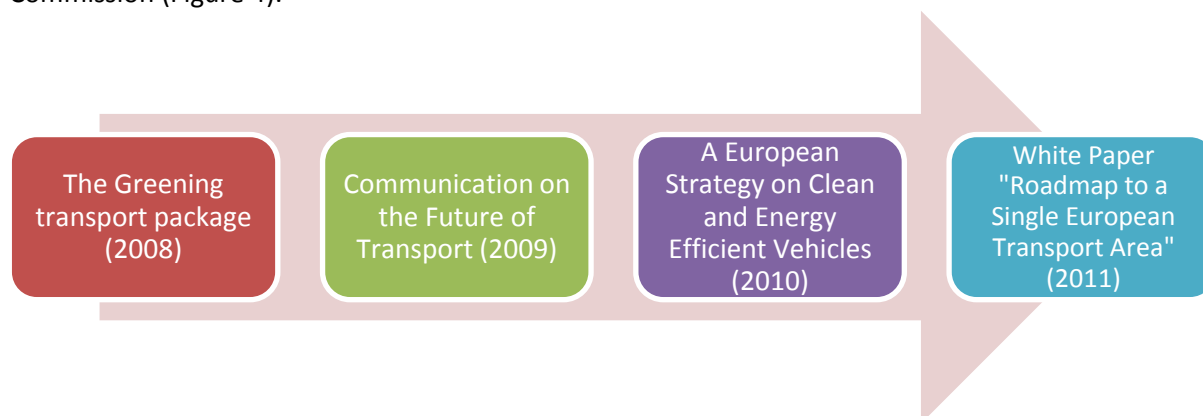 Commission (Figure 4).
The Greening
transport package
(2008)
Communication on
the Future of
Transport (2009)
A European
Strategy on Clean
and Energy
Efficient Vehicles
(2010)
White Paper
"Roadmap to a
Single European
Transport Area"
(2011)